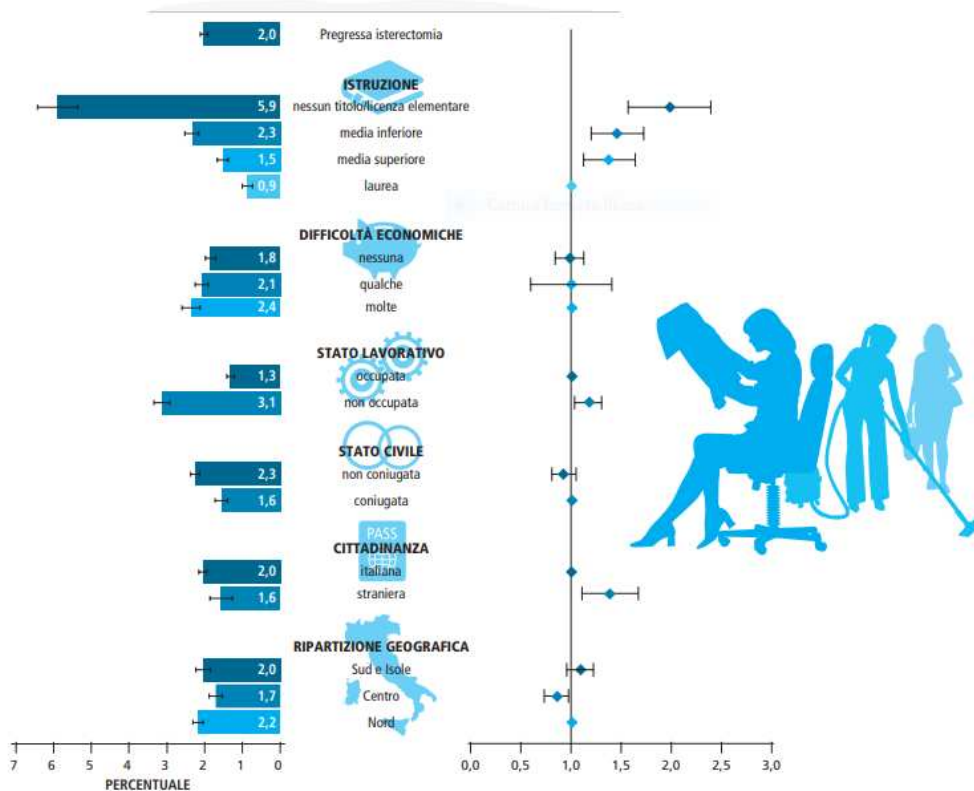 2,0 Pregressa isterectomia
ISTRUZIONE
5,9 nessun titolo/licenza elementare
2,3 media inferiore
1,5 media superiore
0,9 laurea
DIFFICOLTÀ ECONOMICHE
1,8 nessuna
2,1 qualche
2,4 molte
STATO LAVORATIVO
1,3 occupata
3,1 non occupata
STATO CIVILE
2,3 non coniugata
1,6 coniugata
PASS
CITTADINANZA
2,0 italiana
1,6 straniera
RIPARTIZIONE GEOGRAFICA
2,0 Sud e Isole
1,7 Centro
2,2 Nord
7 6 5 4 3 2 1 0 0,0 0,5 1,0 1,5 2,0 2,5 3,0
PERCENTUALE